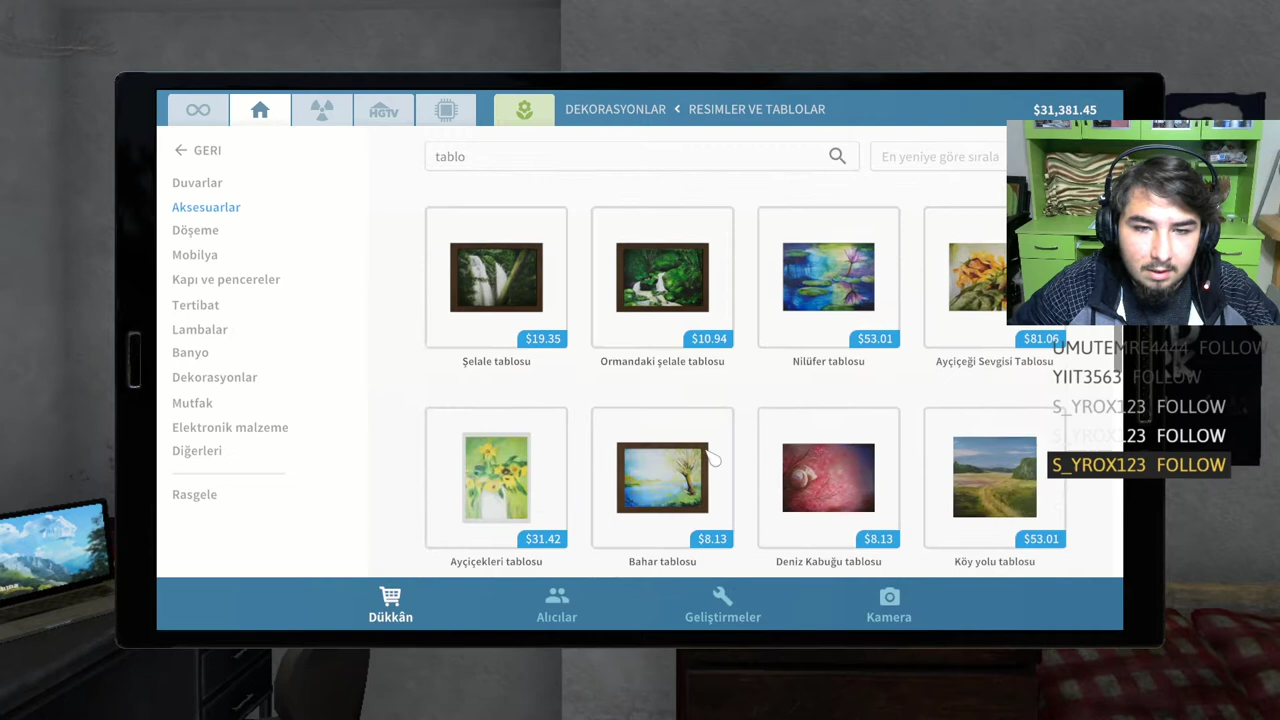 HGTV
DEKORASYONLAR < RESIMLER VE TABLOLAR
$31,381.45
GERI
Duvarlar
Aksesuarlar
Döşeme
Mobilya
Kapı ve pencereler
Tertibat
Lambalar
Banyo
Dekorasyonlar
Mutfak
Elektronik malzeme
Diğerleri
Rasgele
tablo
En yeniye göre sırala
$19.35
$10.94
$53.01
$81.06
Şelale tablosu
Ormandaki şelale tablosu
Nilüfer tablosu
Ayçiçeği Sevgisi Tablosu
$31.42
$8.13
$8.13
$53.01
Ayçiçekleri tablosu
Bahar tablosu
Deniz Kabuğu tablosu
Köy yolu tablosu
UMUTEMRE4444 FOLLOW
YIIT3563 FOLLOW
S_YROX123 FOLLOW
S_YROX123 FOLLOW
S_YROX123 FOLLOW
Dükkân
Alıcılar
Geliştirmeler
Kamera